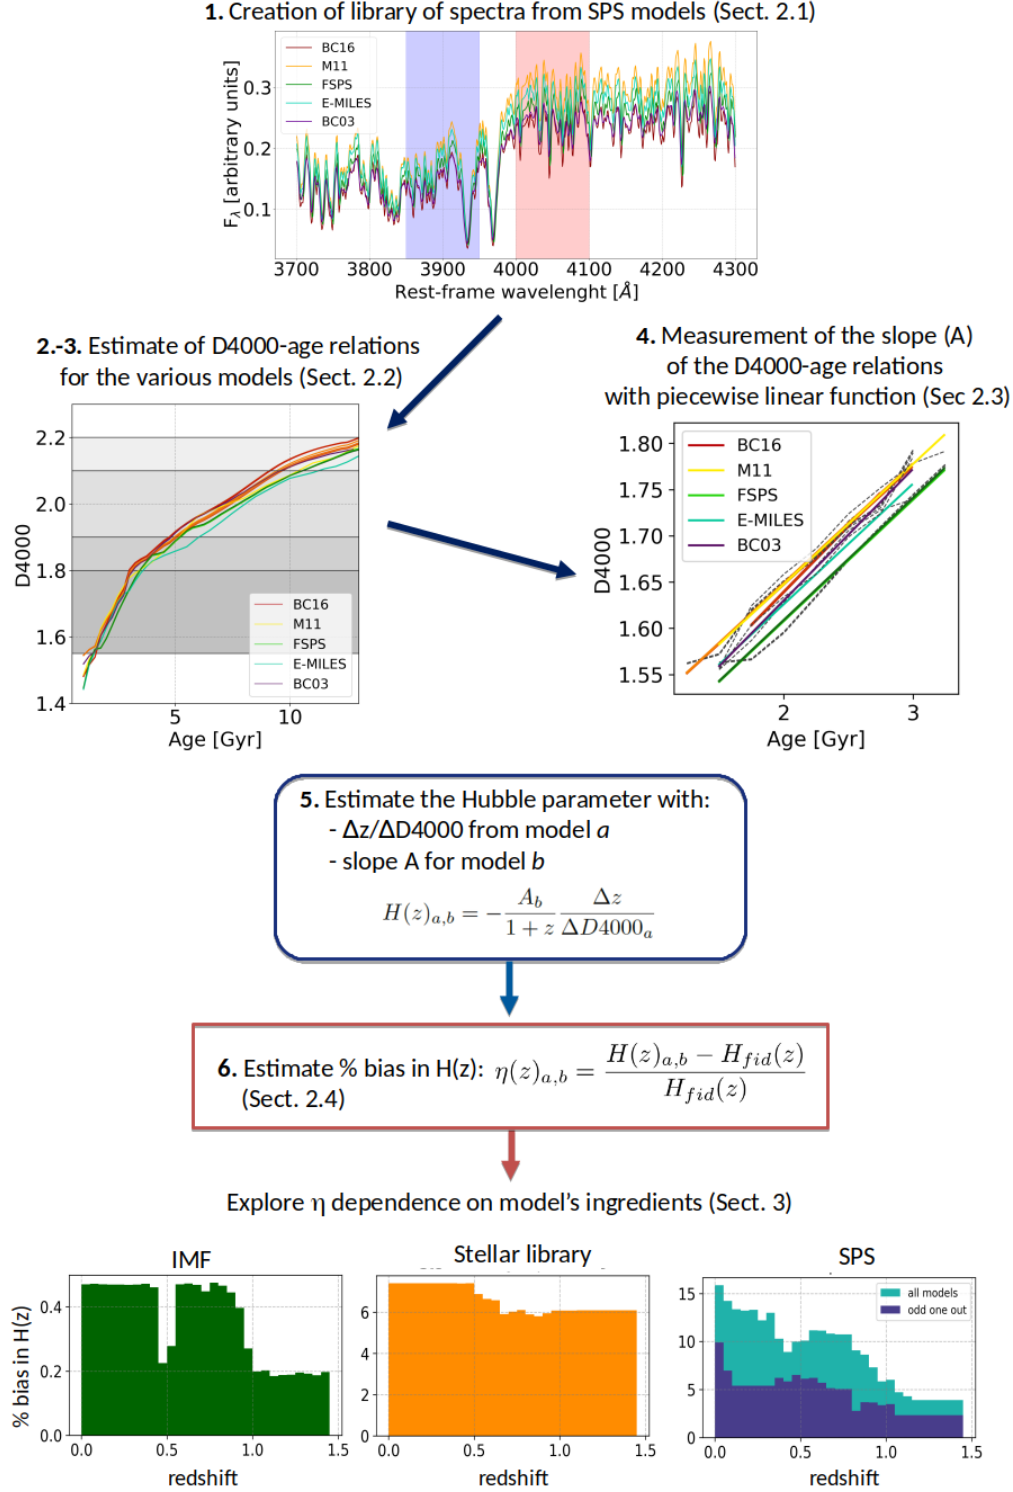 1. Creation of library of spectra from SPS models (Sect. 2.1)
BC16
M11
FSPS
E-MILES
BC03
F_λ [arbitrary units]
0.3
0.2
0.1
3700 3800 3900 4000 4100 4200 4300
Rest-frame wavelenght [Å]
2.-3. Estimate of D4000-age relations
for the various models (Sect. 2.2)
2.2
2.0
1.8
1.6
1.4
D4000
BC16
M11
FSPS
E-MILES
BC03
5 10
Age [Gyr]
4. Measurement of the slope (A)
of the D4000-age relations
with piecewise linear function (Sec 2.3)
1.80
1.75
1.70
1.65
1.60
1.55
D4000
BC16
M11
FSPS
E-MILES
BC03
2 3
Age [Gyr]
5. Estimate the Hubble parameter with:
- Δz/ΔD4000 from model a
- slope A for model b
H(z)_{a,b} = - A_b / (1 + z) Δz / ΔD4000_a
6. Estimate % bias in H(z): η(z)_{a,b} = (H(z)_{a,b} − H_{fid}(z)) / H_{fid}(z)
(Sect. 2.4)
Explore η dependence on model's ingredients (Sect. 3)
IMF
% bias in H(z)
0.4
0.2
0.0
0.0 0.5 1.0 1.5
redshift
Stellar library
6
4
2
0
0.0 0.5 1.0 1.5
redshift
SPS
all models
odd one out
15
10
5
0
0.0 0.5 1.0 1.5
redshift